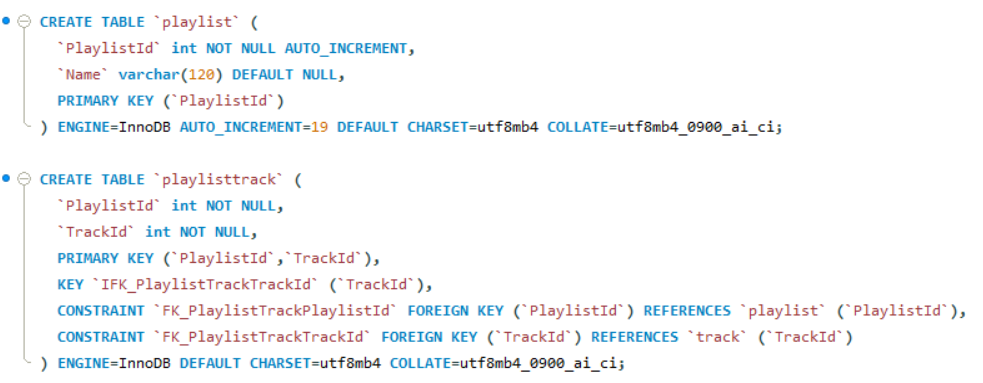 CREATE TABLE `playlist` (
`PlaylistId` int NOT NULL AUTO_INCREMENT,
`Name` varchar(120) DEFAULT NULL,
PRIMARY KEY (`PlaylistId`)
) ENGINE=InnoDB AUTO_INCREMENT=19 DEFAULT CHARSET=utf8mb4 COLLATE=utf8mb4_0900_ai_ci;
CREATE TABLE `playlisttrack` (
`PlaylistId` int NOT NULL,
`TrackId` int NOT NULL,
PRIMARY KEY (`PlaylistId`,`TrackId`),
KEY `IFK_PlaylistTrackTrackId` (`TrackId`),
CONSTRAINT `FK_PlaylistTrackPlaylistId` FOREIGN KEY (`PlaylistId`) REFERENCES `playlist` (`PlaylistId`),
CONSTRAINT `FK_PlaylistTrackTrackId` FOREIGN KEY (`TrackId`) REFERENCES `track` (`TrackId`)
) ENGINE=InnoDB DEFAULT CHARSET=utf8mb4 COLLATE=utf8mb4_0900_ai_ci;